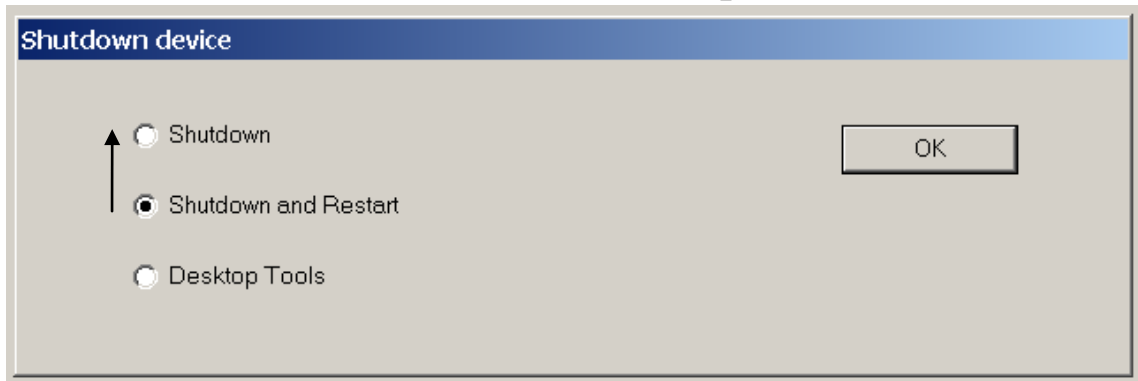 Shutdown device
Shutdown
OK
Shutdown and Restart
Desktop Tools